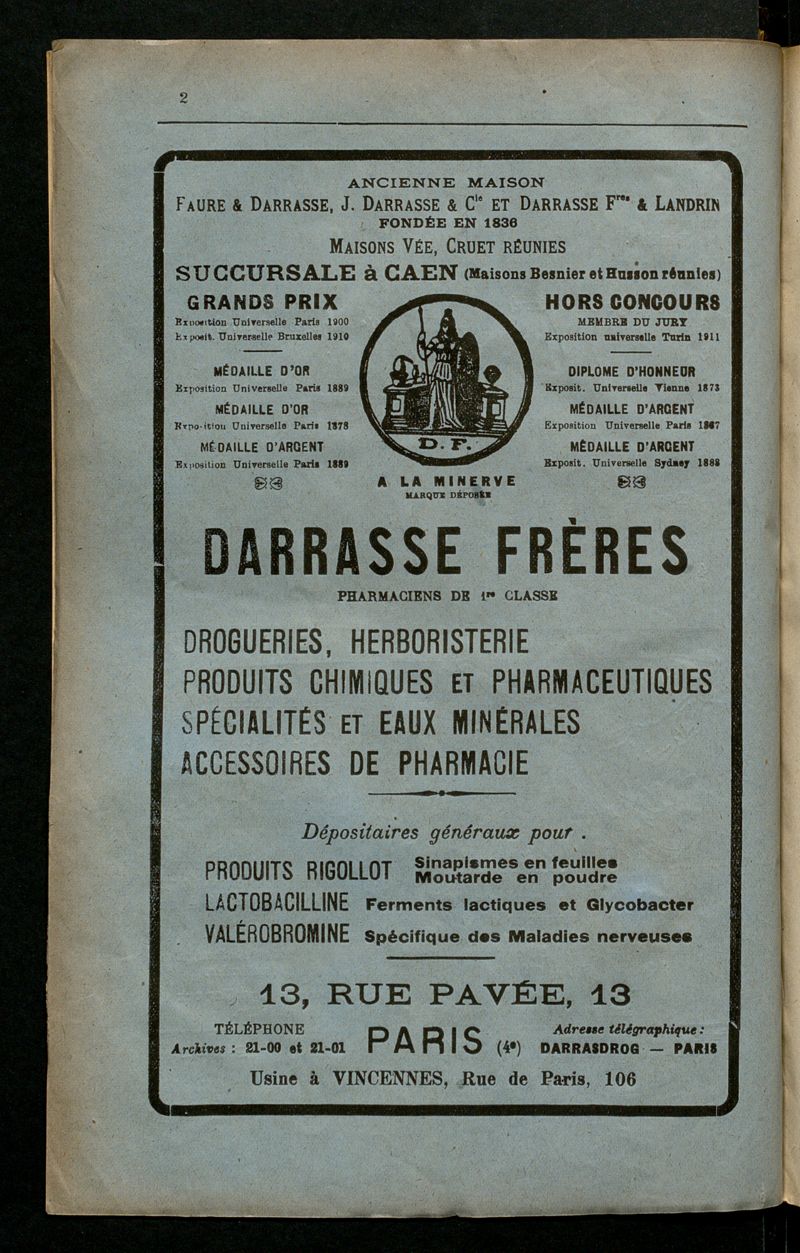 2
ANCIENNE MAISON
FAURE & DARRASSE, J. DARRASSE & Cie ET DARRASSE Fres & LANDRIN
FONDÉE EN 1836
MAISONS VÉE, CRUET RÉUNIES
SUCCURSALE à CAEN (Maisons Besnier et Husson réunies)
GRANDS PRIX
Exposition Universelle Paris 1900
Exposit. Universelle Bruxelles 1910
MÉDAILLE D'OR
Exposition Universelle Paris 1889
MÉDAILLE D'OR
Exposition Universelle Paris 1878
MÉDAILLE D'ARGENT
Exposition Universelle Paris 1889
D. F.
A LA MINERVE
MARQUE DÉPOSÉE
HORS CONCOURS
MEMBRE DU JURY
Exposition universelle Turin 1911
DIPLOME D'HONNEUR
Exposit. Universelle Vienne 1873
MÉDAILLE D'ARGENT
Exposition Universelle Paris 1867
MÉDAILLE D'ARGENT
Exposit. Universelle Sydney 1888
DARRASSE FRÈRES
PHARMACIENS DE 1re CLASSE
DROGUERIES, HERBORISTERIE
PRODUITS CHIMIQUES ET PHARMACEUTIQUES
SPÉCIALITÉS ET EAUX MINÉRALES
ACCESSOIRES DE PHARMACIE
Dépositaires généraux pour :
PRODUITS RIGOLLOT Sinapismes en feuilles
Moutarde en poudre
LACTOBACILLINE Ferments lactiques et Glycobacter
VALÉROBROMINE Spécifique des Maladies nerveuses
13, RUE PAVÉE, 13
TÉLÉPHONE
Archives : 21-00 et 21-01
PARIS (4e)
Adresse télégraphique :
DARRASDROG — PARIS
Usine à VINCENNES, Rue de Paris, 106